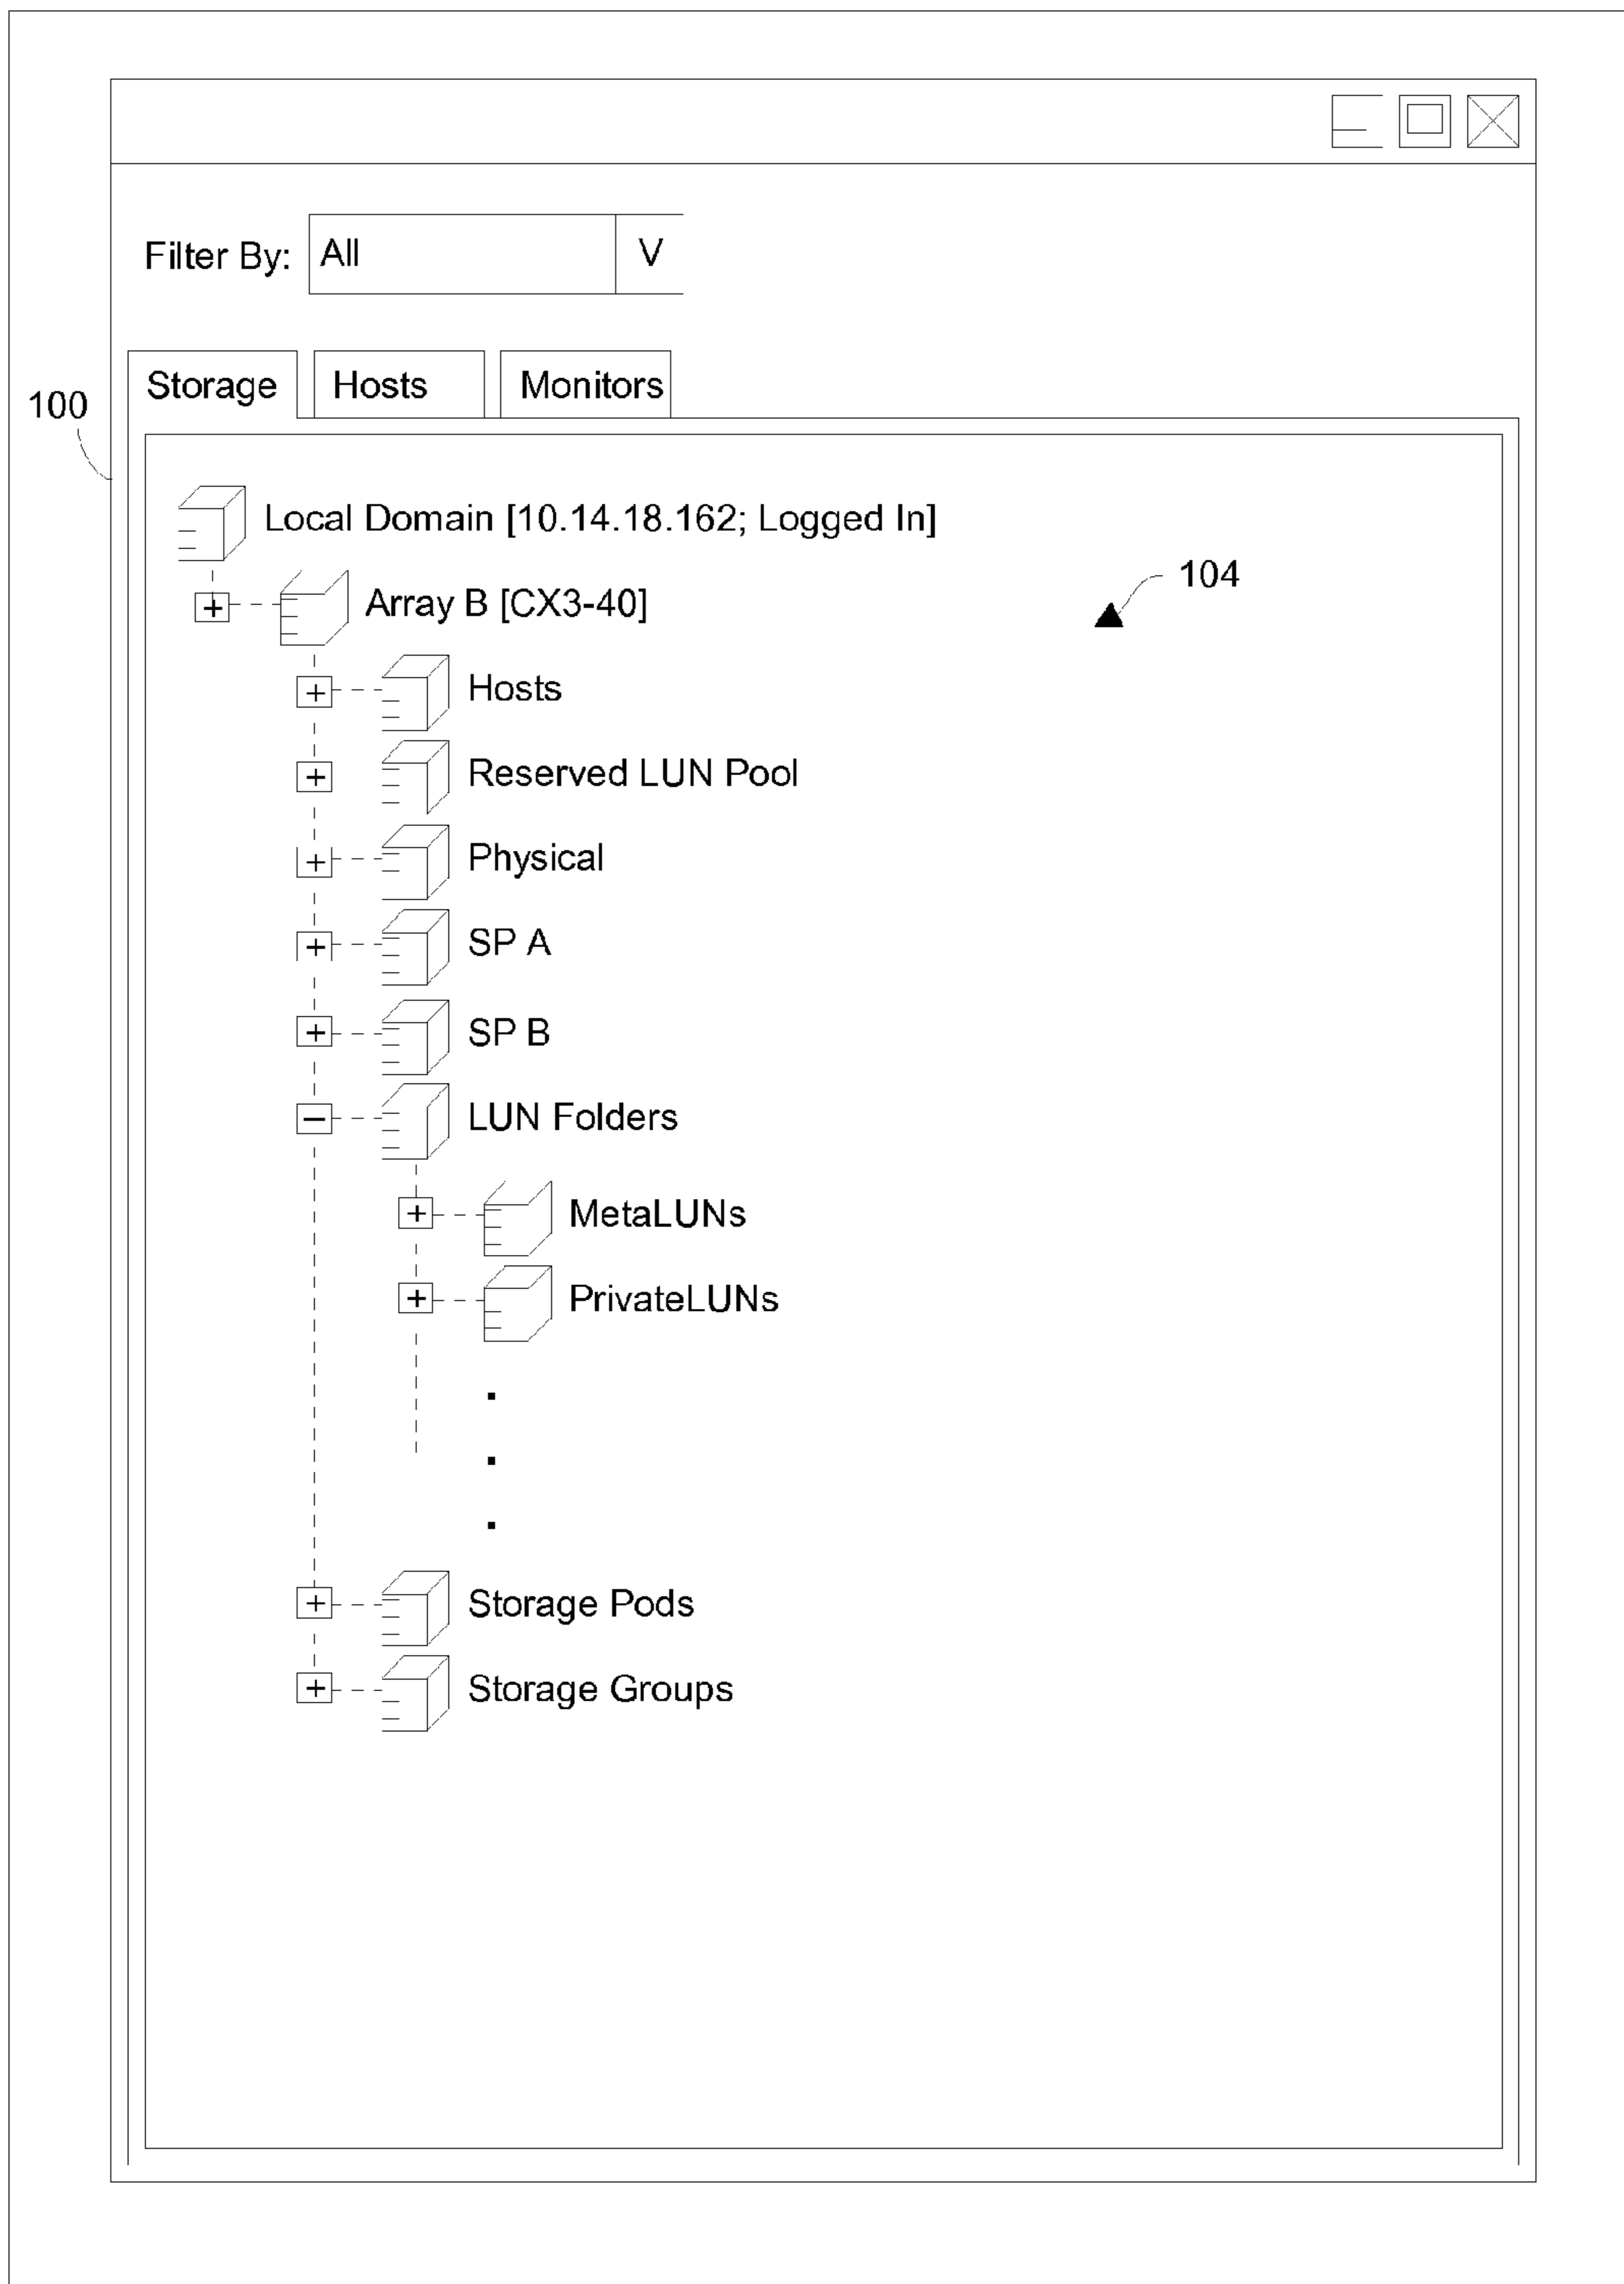 Filter By: All V
Storage Hosts Monitors
100
Local Domain [10.14.18.162; Logged In]
104
Array B [CX3-40]
Hosts
Reserved LUN Pool
Physical
SP A
SP B
LUN Folders
MetaLUNs
PrivateLUNs
Storage Pods
Storage Groups